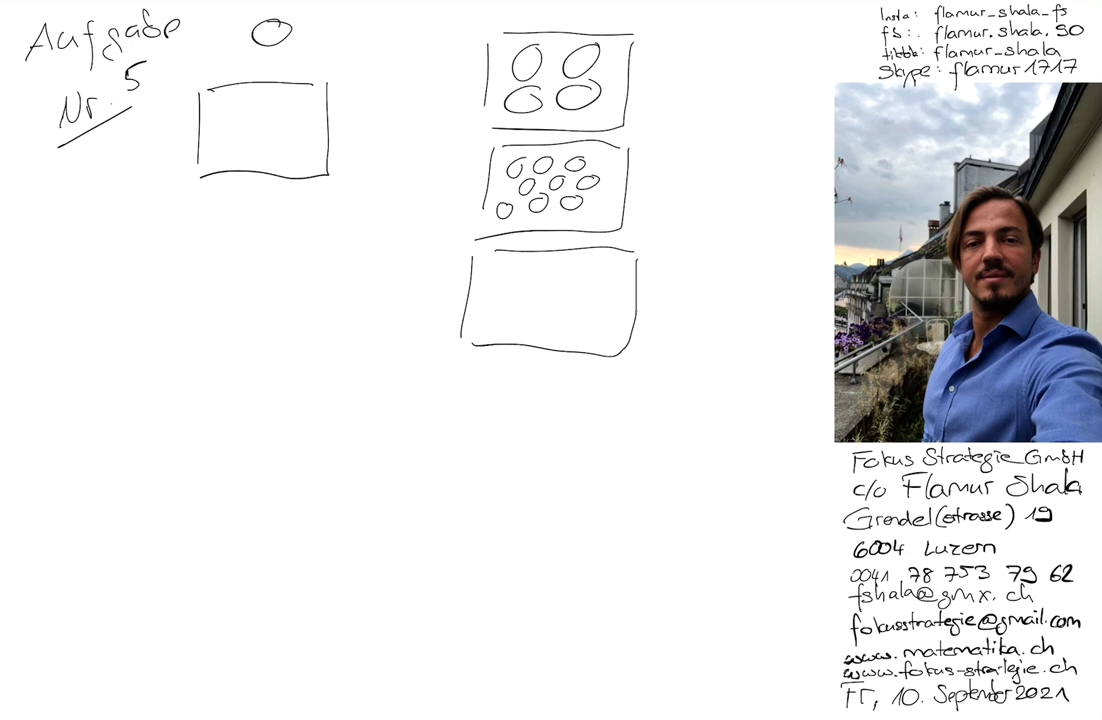 Aufgabe
Nr. 5
Insta: flamur_shala_fs
fs:. flamur.shala.90
tiktok: flamur_shala
Skype: flamur1717
Fokus Strategie GmbH
c/o Flamur Shala
Grendel(strasse) 19
6004 Luzern
0041 78 753 79 62
fshala@gmx.ch
fokusstrategie@gmail.com
www.matematika.ch
www.fokus-strategie.ch
FR, 10. September 2021